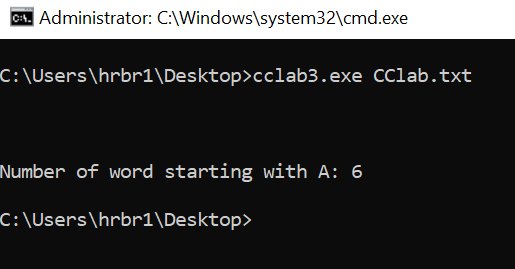 Administrator: C:\Windows\system32\cmd.exe
C:\Users\hrbr1\Desktop>cclab3.exe CClab.txt
Number of word starting with A: 6
C:\Users\hrbr1\Desktop>